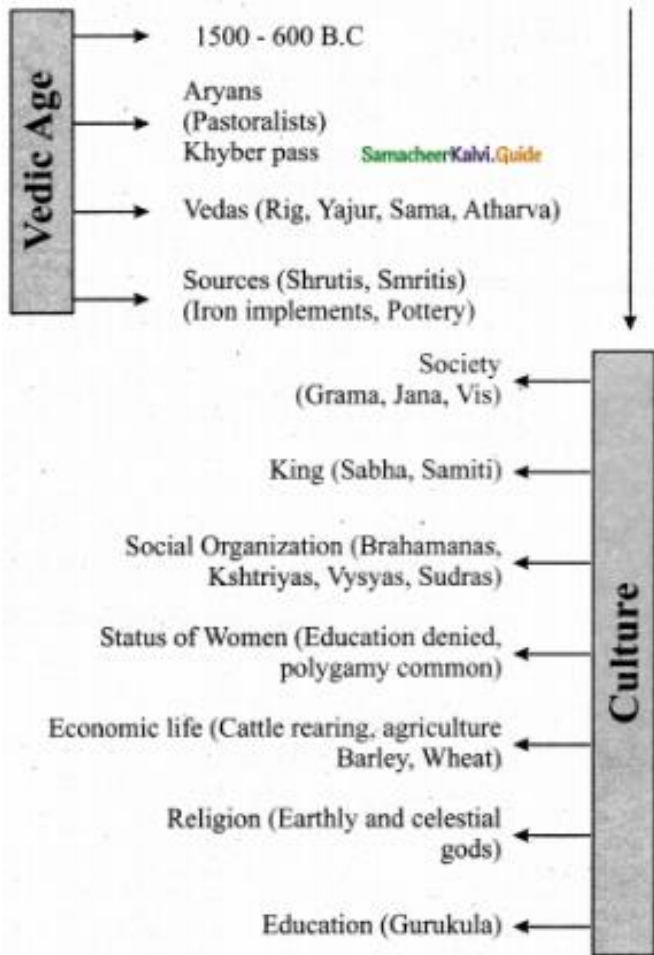 Vedic Age
1500 - 600 B.C
Aryans
(Pastoralists)
Khyber pass
SamacheerKalvi.Guide
Vedas (Rig, Yajur, Sama, Atharva)
Sources (Shrutis, Smritis)
(Iron implements, Pottery)
Culture
Society
(Grama, Jana, Vis)
King (Sabha, Samiti)
Social Organization (Brahamanas,
Kshtriyas, Vysyas, Sudras)
Status of Women (Education denied,
polygamy common)
Economic life (Cattle rearing, agriculture
Barley, Wheat)
Religion (Earthly and celestial
gods)
Education (Gurukula)